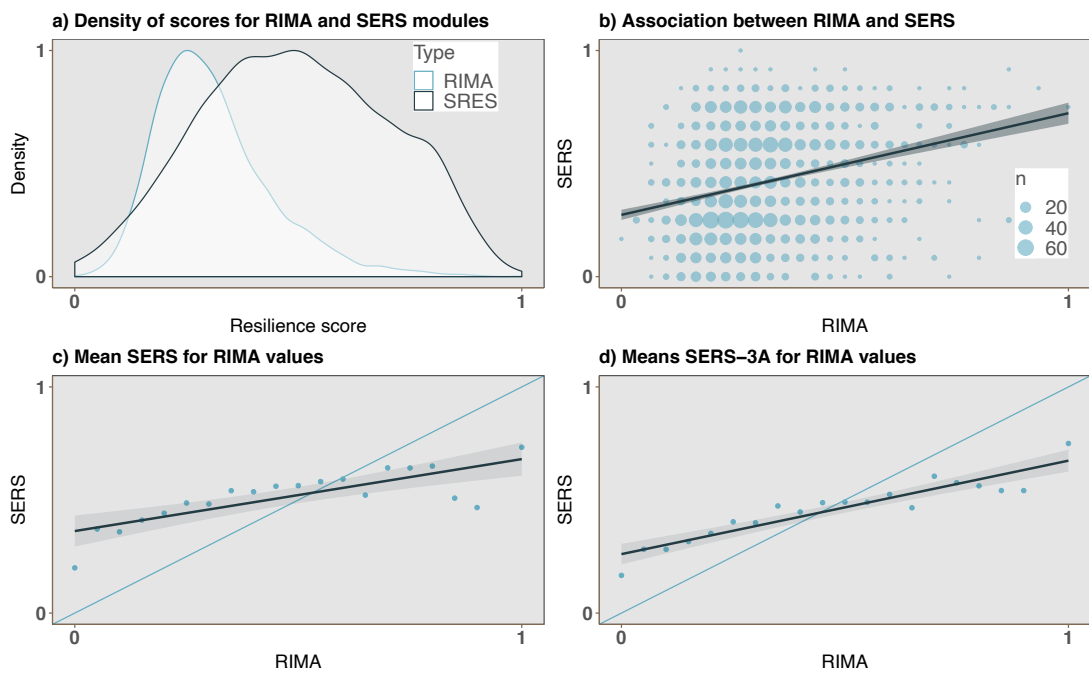 a) Density of scores for RIMA and SERS modules
1
Density
0
Type
RIMA
SRES
0 1
Resilience score
b) Association between RIMA and SERS
1
SERS
0
n
20
40
60
0 1
RIMA
c) Mean SERS for RIMA values
1
SERS
0
0 1
RIMA
d) Means SERS−3A for RIMA values
1
SERS
0
0 1
RIMA